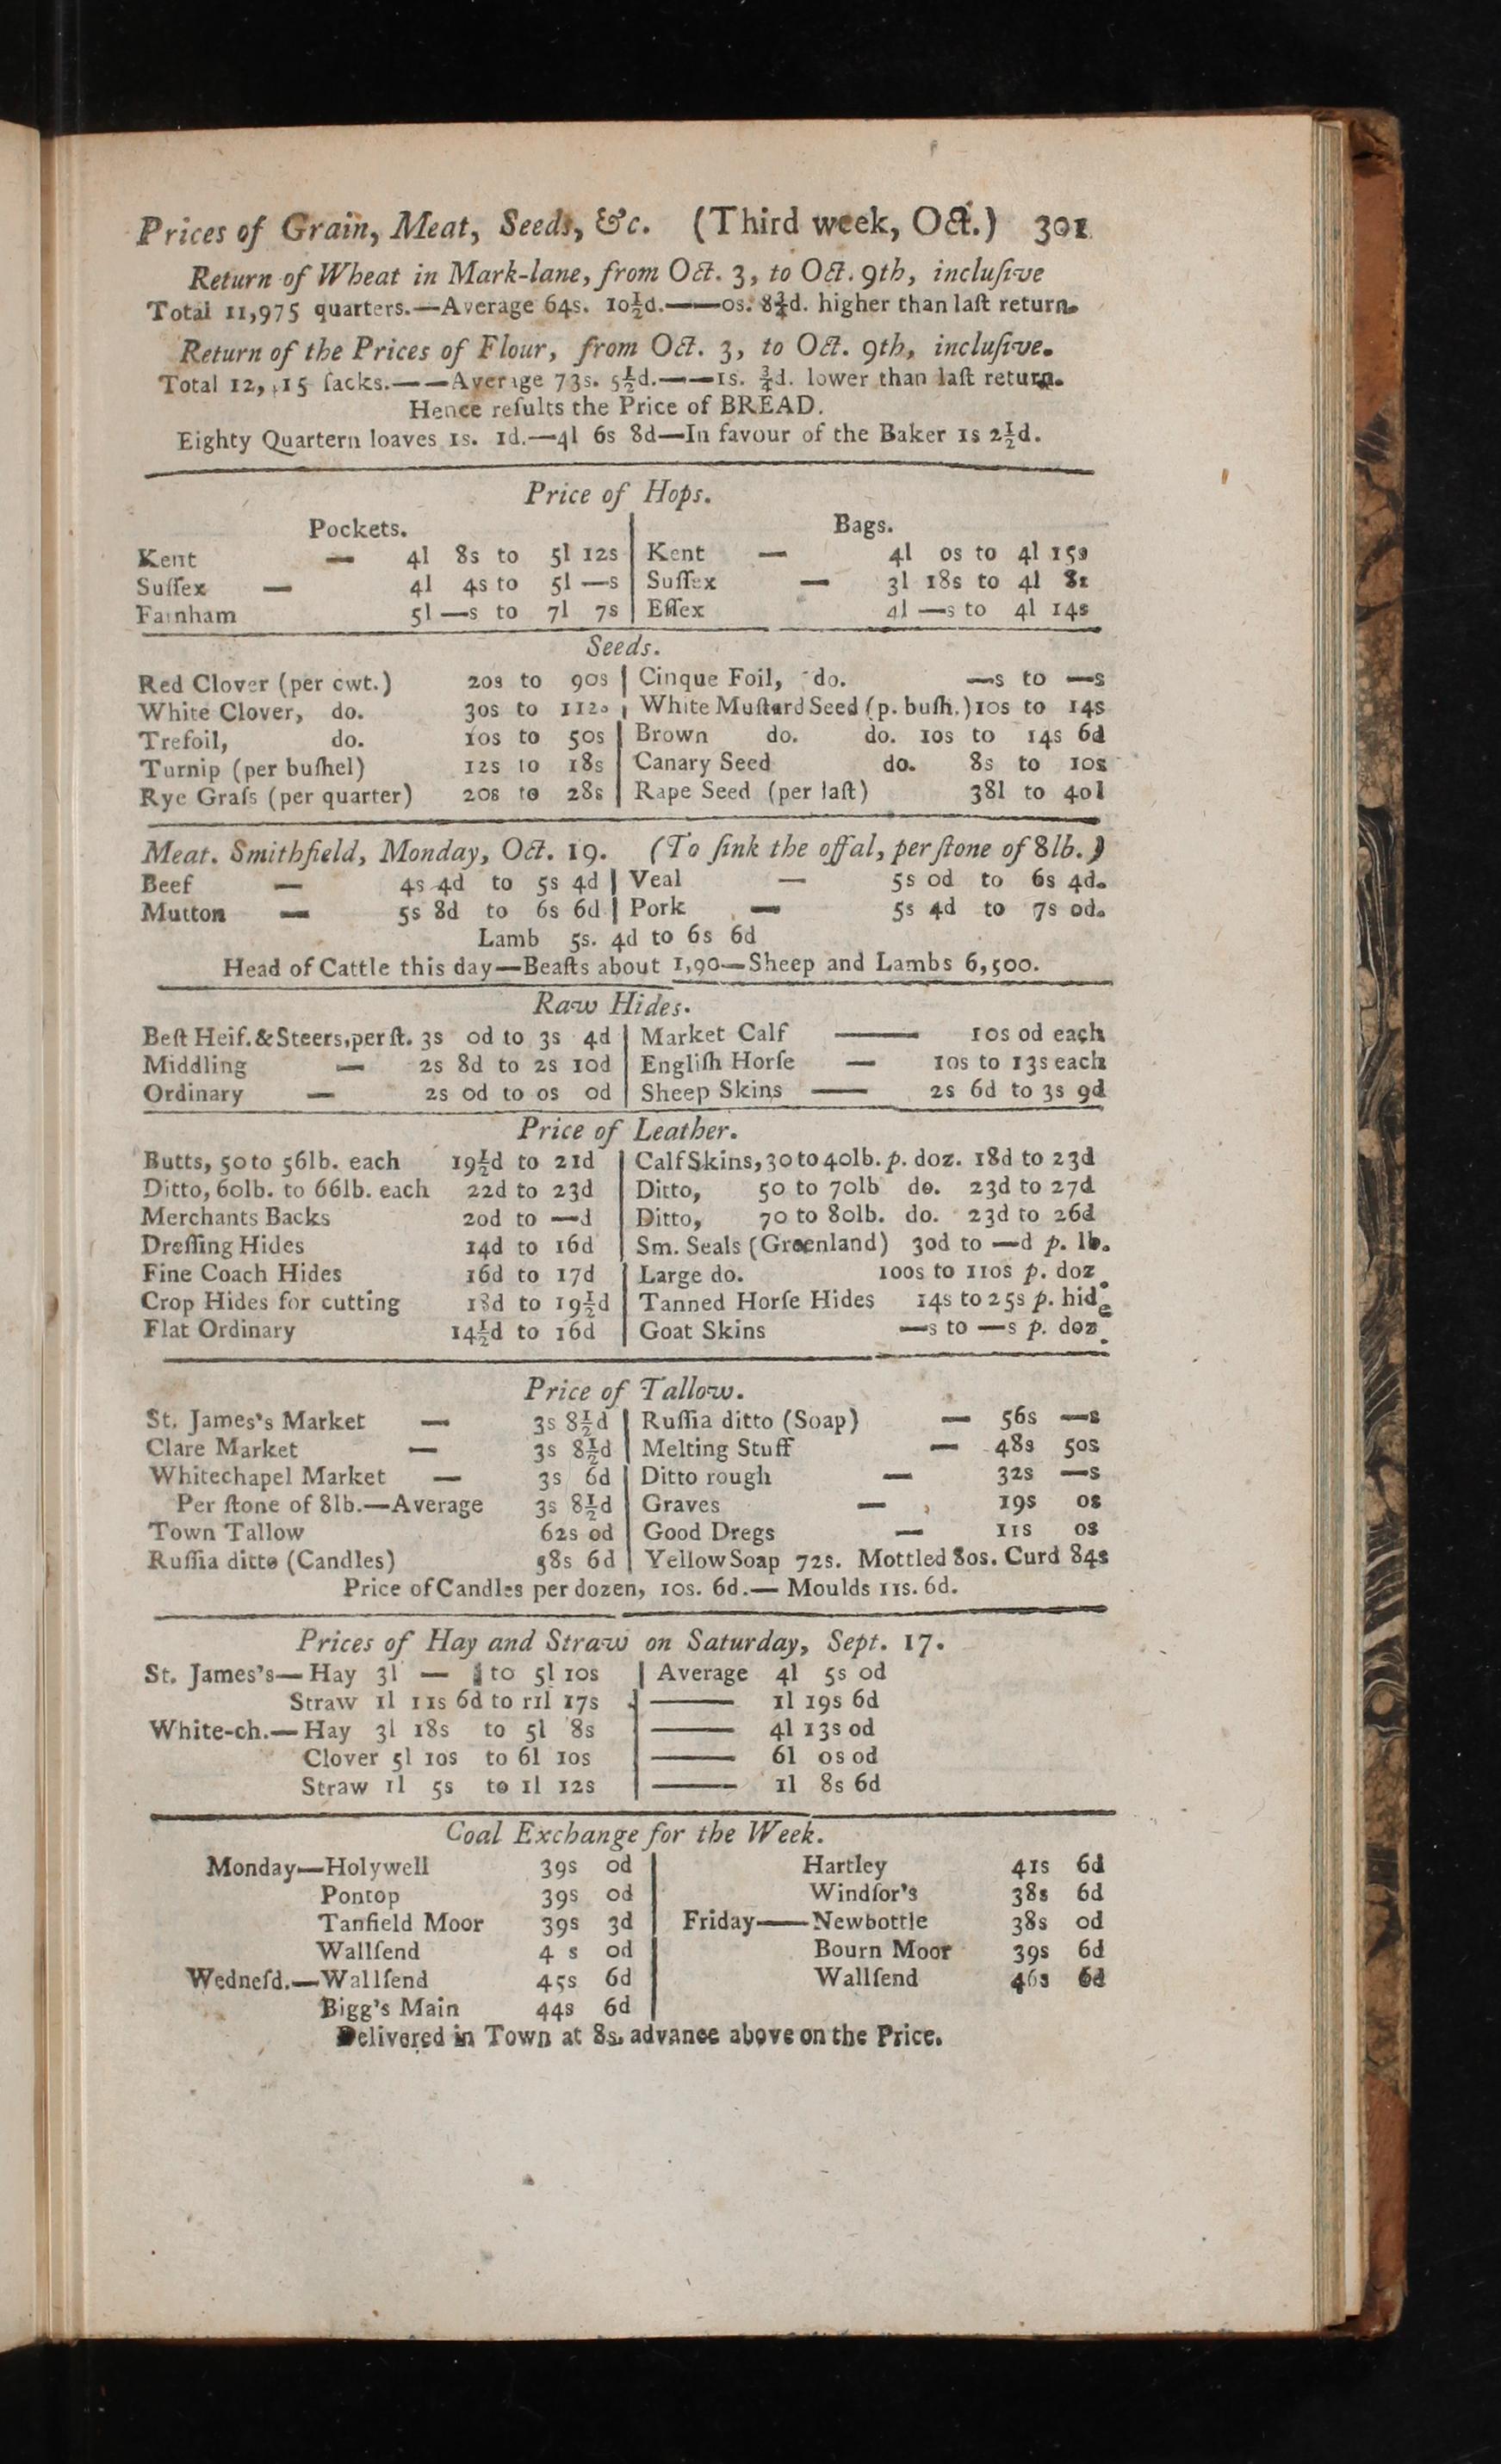 Prices of Grain, Meat, Seeds, &c. (Third week, Oct.) 301
Return of Wheat in Mark-lane, from Oct. 3, to Oct. 9th, incluſive
Total 11,975 quarters.—Average 64s. 10½d.——0s. 8¾d. higher than laſt return.
Return of the Prices of Flour, from Oct. 3, to Oct. 9th, incluſive.
Total ſacks.——Average 73s. 5½d.——1s. ¾d. lower than laſt return.
Hence reſults the Price of BREAD.
Eighty Quartern loaves 1s. 1d.—4l 6s 8d—In favour of the Baker 1s 2½d.
Price of Hops.
Pockets. Bags.
Kent — 4l 8s to 5l 12s | Kent — 4l 0s to 4l 15s
Suſſex — 4l 4s to 5l —s | Suſſex — 3l 18s to 4l 8s
Farnham 5l —s to 7l 7s | Eſſex 4l —s to 4l 14s
Seeds.
Red Clover (per cwt.) 20s to 90s | Cinque Foil, do. —s to —s
White Clover, do. 30s to 112s | White Muſtard Seed (p. buſh.) 10s to 14s
Trefoil, do. 10s to 50s | Brown do. do. 10s to 14s 6d
Turnip (per buſhel) 12s to 18s | Canary Seed do. 8s to 10s
Rye Graſs (per quarter) 20s to 28s | Rape Seed (per laſt) 38l to 40l
Meat. Smithfield, Monday, Oct. 19. (To ſink the offal, per ſtone of 8lb.)
Beef — 4s 4d to 5s 4d | Veal — 5s 0d to 6s 4d.
Mutton — 5s 8d to 6s 6d | Pork — 5s 4d to 7s 0d.
Lamb 5s. 4d to 6s 6d
Head of Cattle this day—Beaſts about 1,90—Sheep and Lambs 6,500.
Raw Hides.
Beſt Heif. & Steers, per ſt. 3s 0d to 3s 4d | Market Calf —— 10s 0d each
Middling — 2s 8d to 2s 10d | Engliſh Horſe — 10s to 13s each
Ordinary — 2s 0d to 0s 0d | Sheep Skins —— 2s 6d to 3s 9d
Price of Leather.
Butts, 50 to 56lb. each 19½d to 21d | Calf Skins, 30 to 40lb. p. doz. 18d to 23d
Ditto, 60lb. to 66lb. each 22d to 23d | Ditto, 50 to 70lb do. 23d to 27d
Merchants Backs 20d to —d | Ditto, 70 to 80lb. do. 23d to 26d
Dreſſing Hides 14d to 16d | Sm. Seals (Greenland) 30d to —d p. lb.
Fine Coach Hides 16d to 17d | Large do. 100s to 110s p. doz.
Crop Hides for cutting 18d to 19½d | Tanned Horſe Hides 14s to 25s p. hide
Flat Ordinary 14½d to 16d | Goat Skins —s to —s p. doz.
Price of Tallow.
St. James's Market — 3s 8½d | Ruſſia ditto (Soap) — 56s —s
Clare Market — 3s 8½d | Melting Stuff — 48s 50s
Whitechapel Market — 3s 6d | Ditto rough — 32s —s
Per ſtone of 8lb.—Average 3s 8½d | Graves — 19s 0s
Town Tallow 62s 0d | Good Dregs — 11s 0s
Ruſſia ditto (Candles) 58s 6d | Yellow Soap 72s. Mottled 80s. Curd 84s
Price of Candles per dozen, 10s. 6d.— Moulds 11s. 6d.
Prices of Hay and Straw on Saturday, Sept. 17.
St. James's— Hay 3l — to 5l 10s | Average 4l 5s 0d
Straw 1l 11s 6d to 11l 17s | —— 1l 19s 6d
White-ch.— Hay 3l 18s to 5l 8s | —— 4l 13s 0d
Clover 5l 10s to 6l 10s | —— 6l 0s 0d
Straw 1l 5s to 1l 12s | —— 1l 8s 6d
Coal Exchange for the Week.
Monday—Holywell 39s 0d | Hartley 41s 6d
Pontop 39s 0d | Windſor's 38s 6d
Tanfield Moor 39s 3d | Friday——Newbottle 38s 0d
Wallſend 4 s 0d | Bourn Moor 39s 6d
Wedneſd.—Wallſend 45s 6d | Wallſend 46s 6d
Bigg's Main 44s 6d |
Delivered in Town at 8s. advance above on the Price.